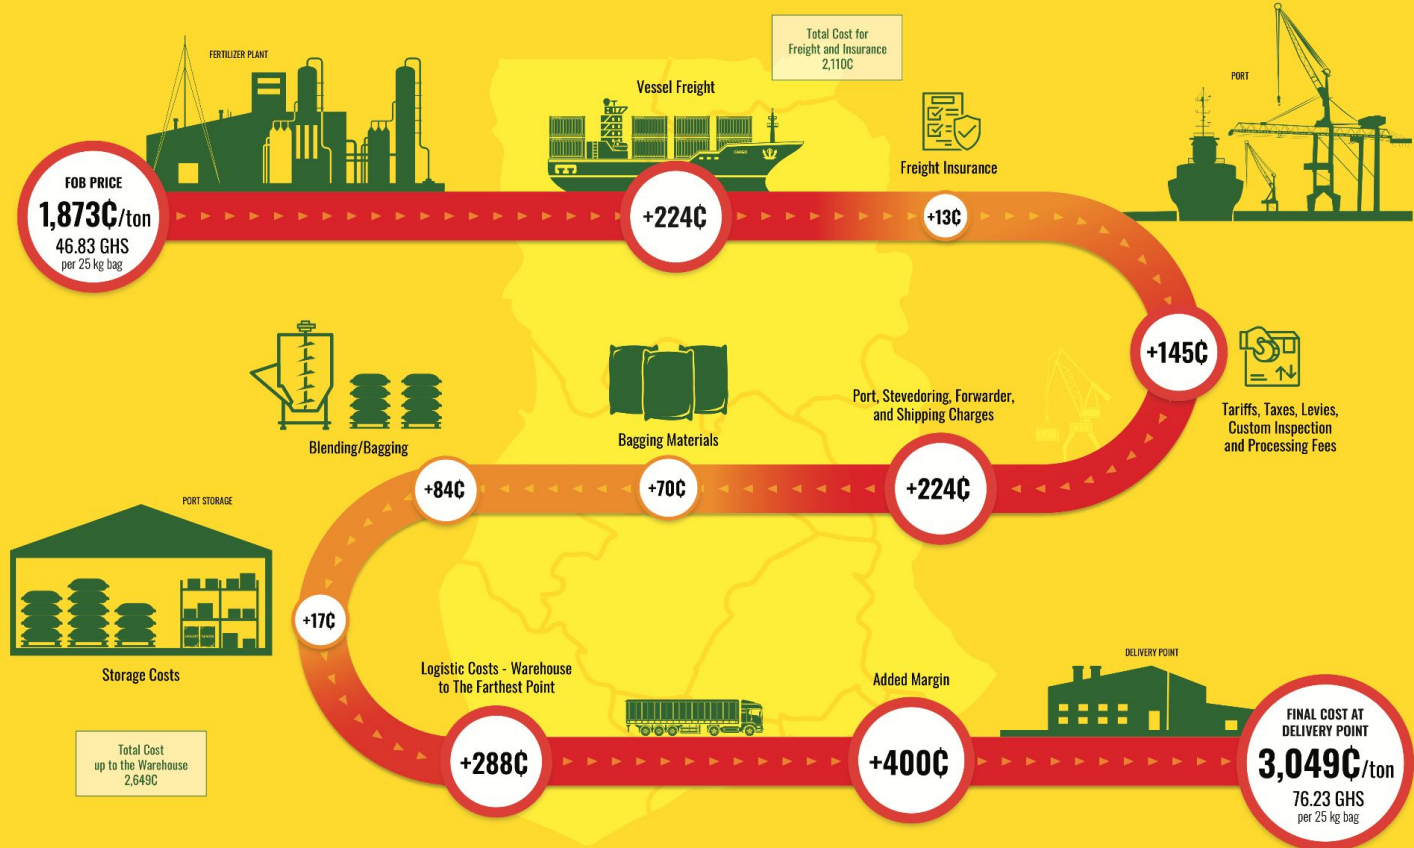 FERTILIZER PLANT
Total Cost for
Freight and Insurance
2,110₵
Vessel Freight
PORT
Freight Insurance
FOB PRICE
1,873₵/ton
46.83 GHS
per 25 kg bag
CARGO
+224₵
+13₵
+145₵
Tariffs, Taxes, Levies,
Custom Inspection
and Processing Fees
Port, Stevedoring, Forwarder,
and Shipping Charges
+224₵
Bagging Materials
+70₵
Blending/Bagging
+84₵
PORT STORAGE
+17₵
Storage Costs
Total Cost
up to the Warehouse
2,649₵
Logistic Costs - Warehouse
to The Farthest Point
+288₵
Added Margin
+400₵
DELIVERY POINT
FINAL COST AT
DELIVERY POINT
3,049₵/ton
76.23 GHS
per 25 kg bag